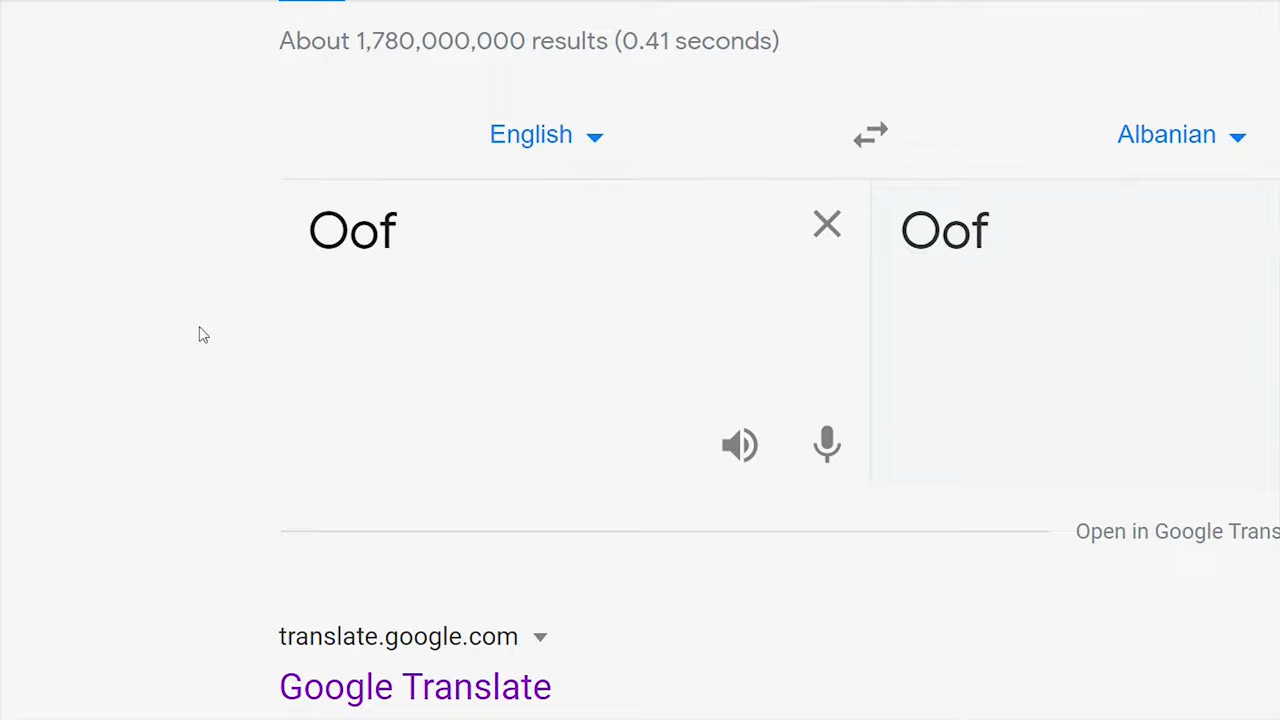 About 1,780,000,000 results (0.41 seconds)
English Albanian
Oof Oof
Open in Google Trans
translate.google.com
Google Translate